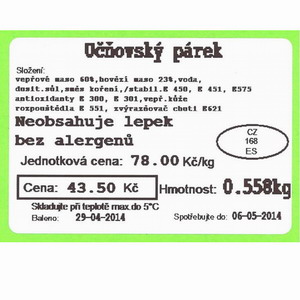 Učňovský párek
Složení:
vepřové maso 60%,hovězí maso 23%,voda,
dusit.sůl,směs koření,/stabil.E 450, E 451, E575
antioxidanty E 300, E 301,vepř.kůže
rozpouštědla E 551, zvýrazňovač chuti E621
Neobsahuje lepek
bez alergenů
CZ
168
ES
Jednotková cena: 78.00 Kč/kg
Cena: 43.50 Kč Hmotnost: 0.558kg
Skladujte při teplotě max do 5°C
Baleno: 29-04-2014 Spotřebujte do: 06-05-2014